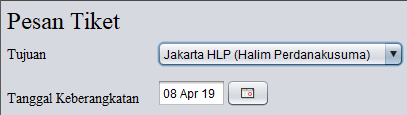 Pesan Tiket
Tujuan Jakarta HLP (Halim Perdanakusuma)
Tanggal Keberangkatan 08 Apr 19